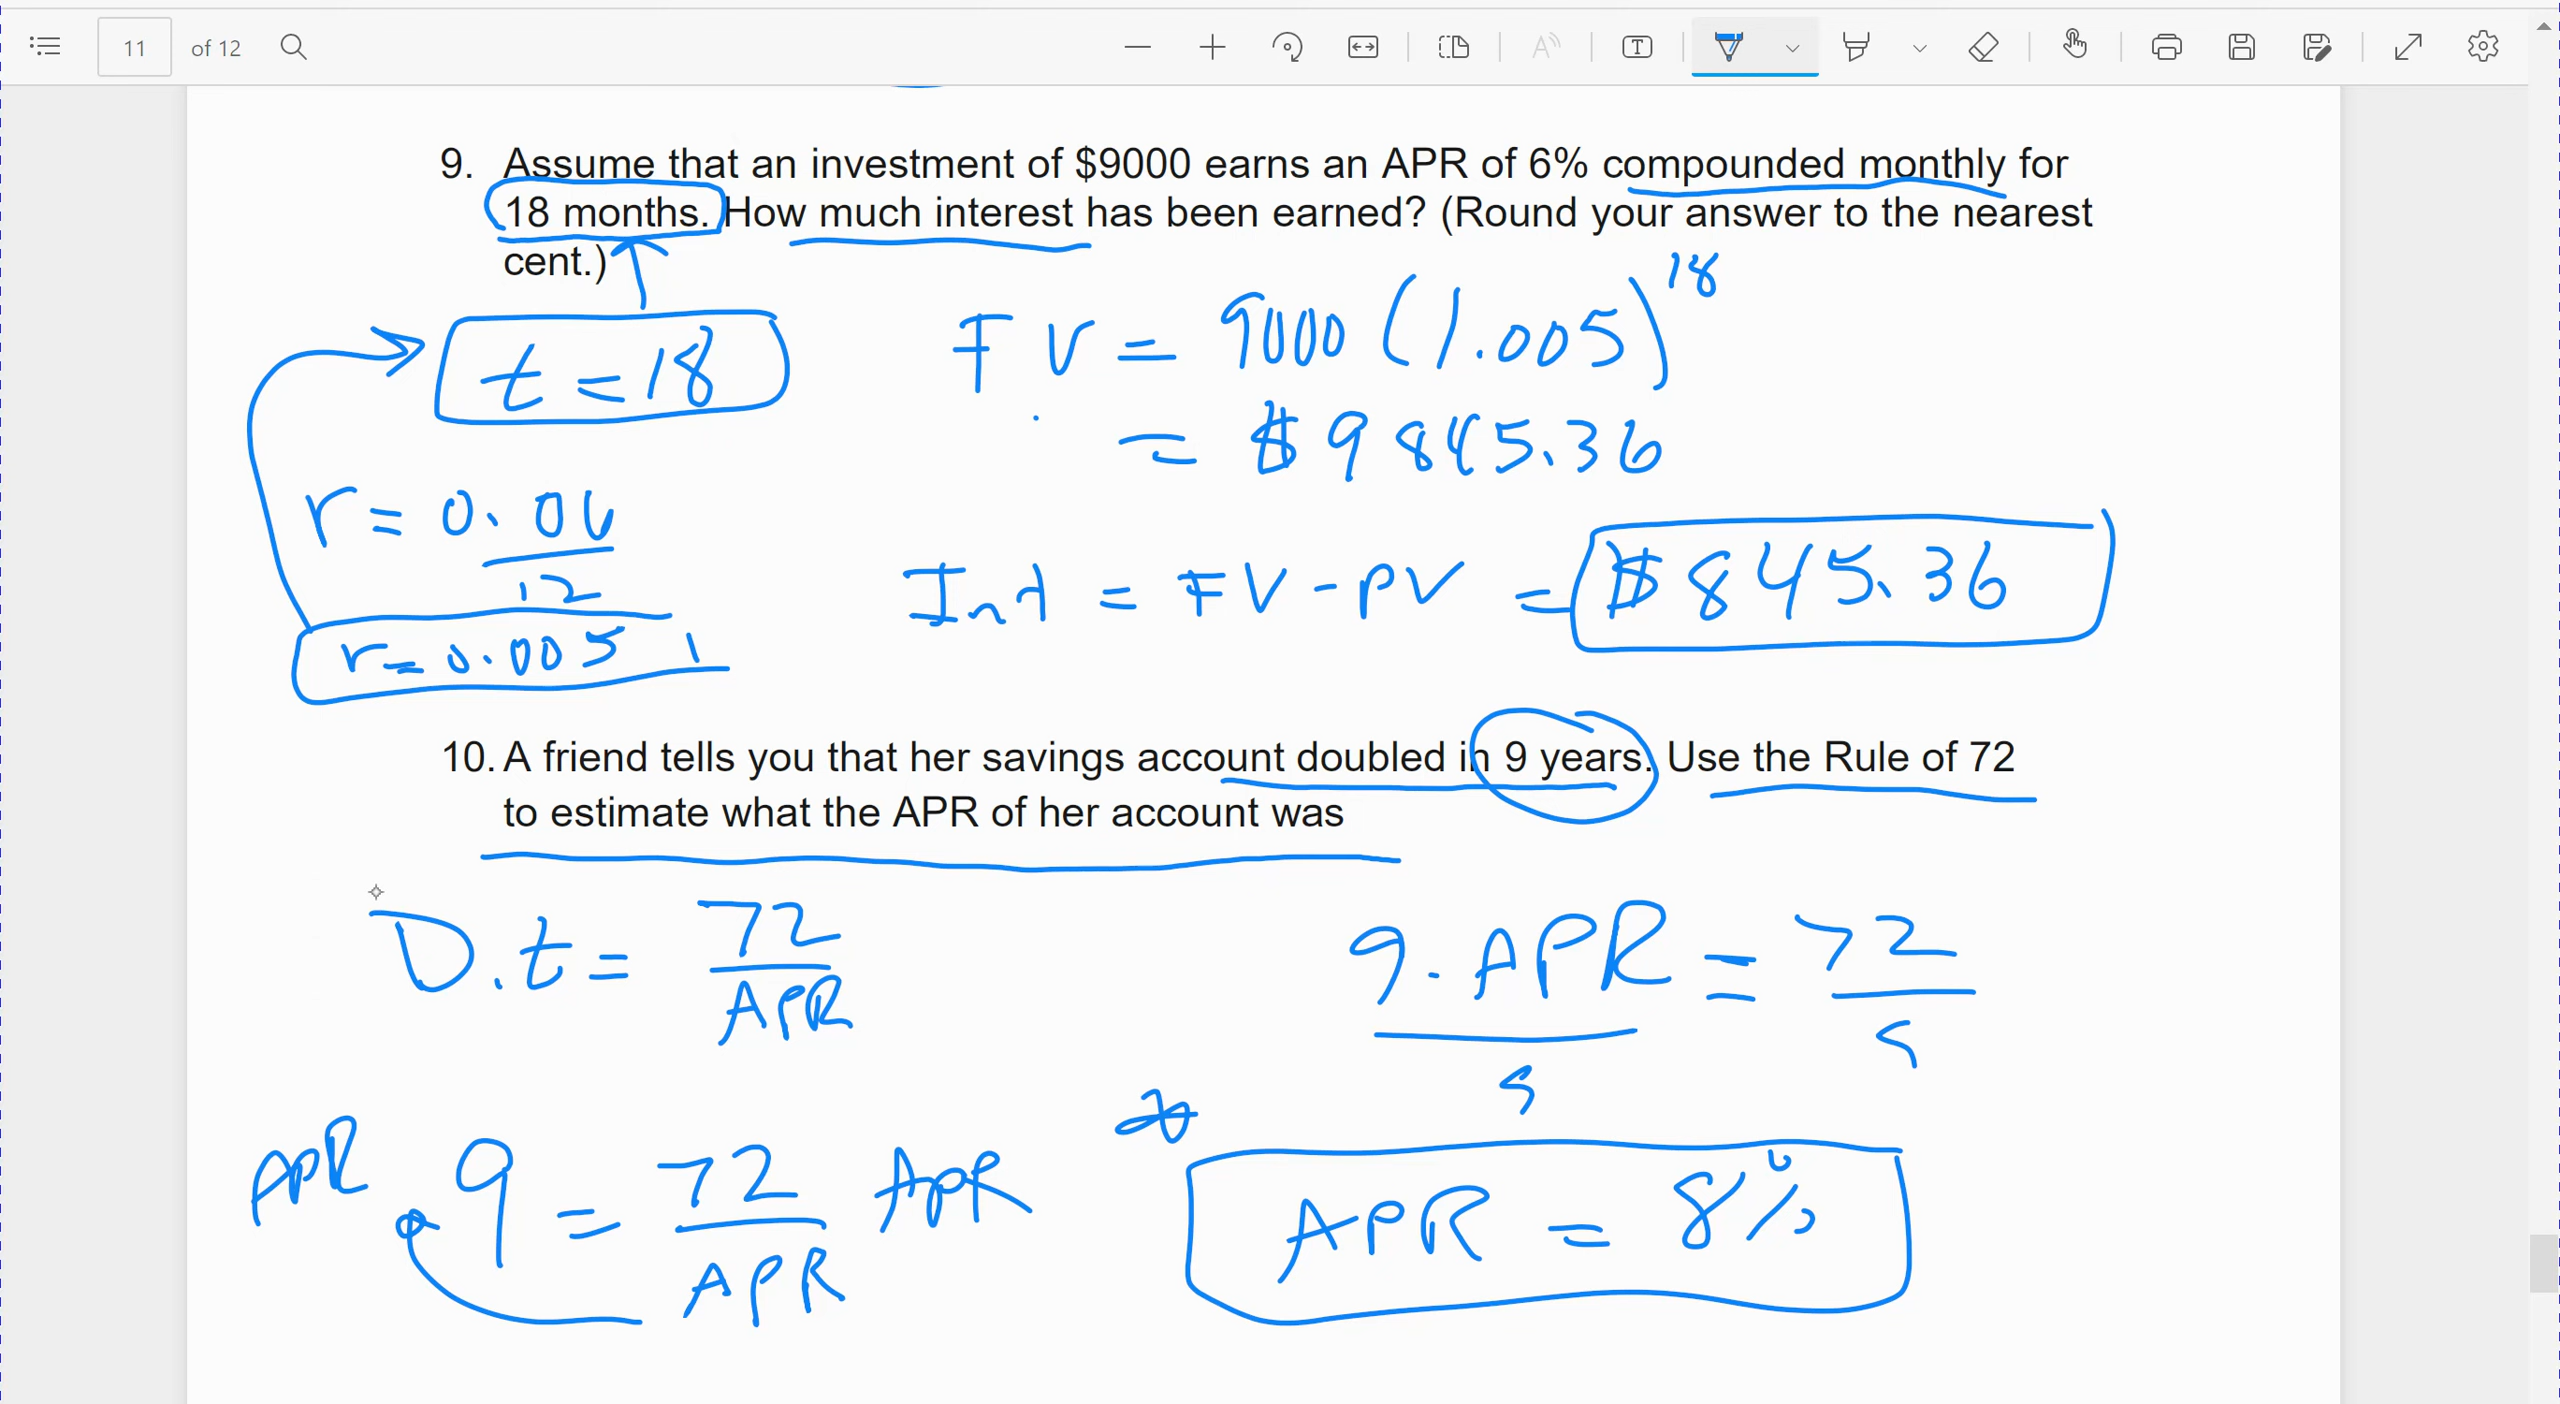 11 of 12
9. Assume that an investment of $9000 earns an APR of 6% compounded monthly for
18 months. How much interest has been earned? (Round your answer to the nearest
cent.)
t = 18
r = 0.06
12
r = 0.005
FV = 9000 (1.005)^18
= $9845.36
Int = FV - PV = $845.36
10. A friend tells you that her savings account doubled in 9 years. Use the Rule of 72
to estimate what the APR of her account was
D.t = 72
APR
APR . 9 = 72 APR
APR
9. APR = 72
9 9
APR = 8%